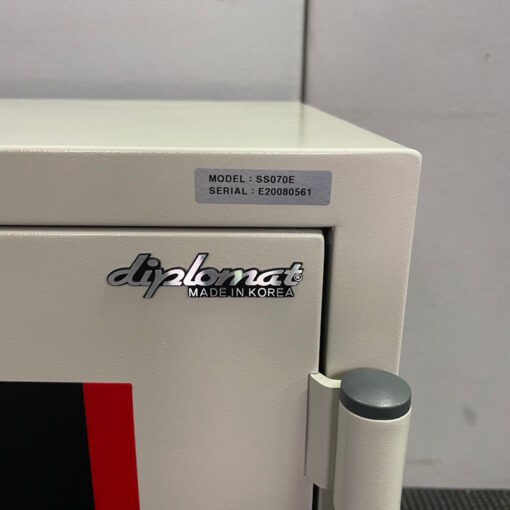 MODEL : SS070E
SERIAL : E20080561
diplomat
MADE IN KOREA